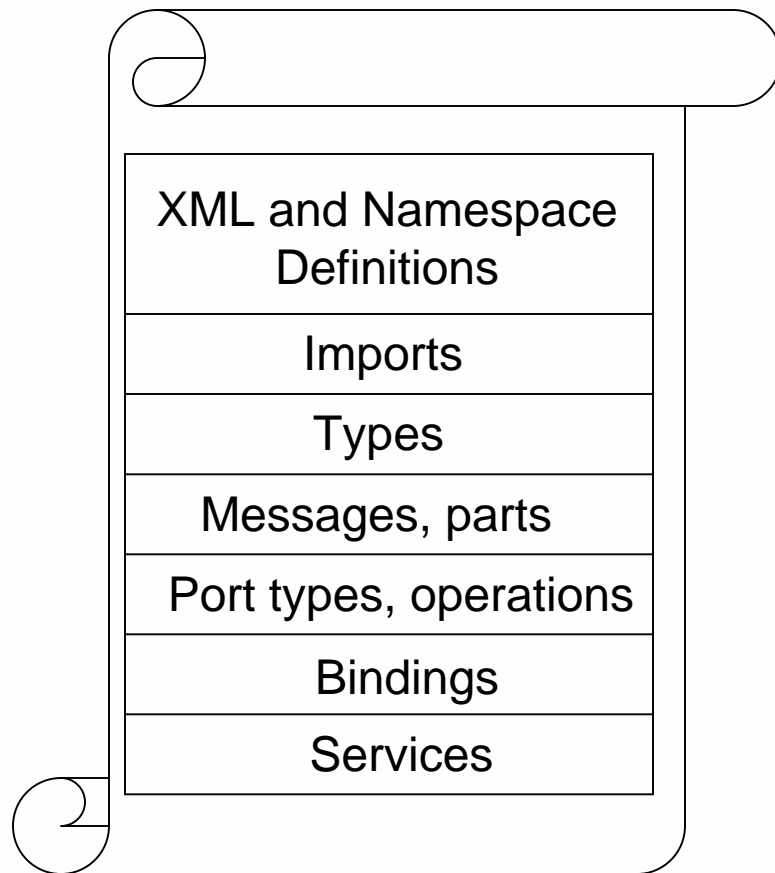 XML and Namespace
Definitions
Imports
Types
Messages, parts
Port types, operations
Bindings
Services